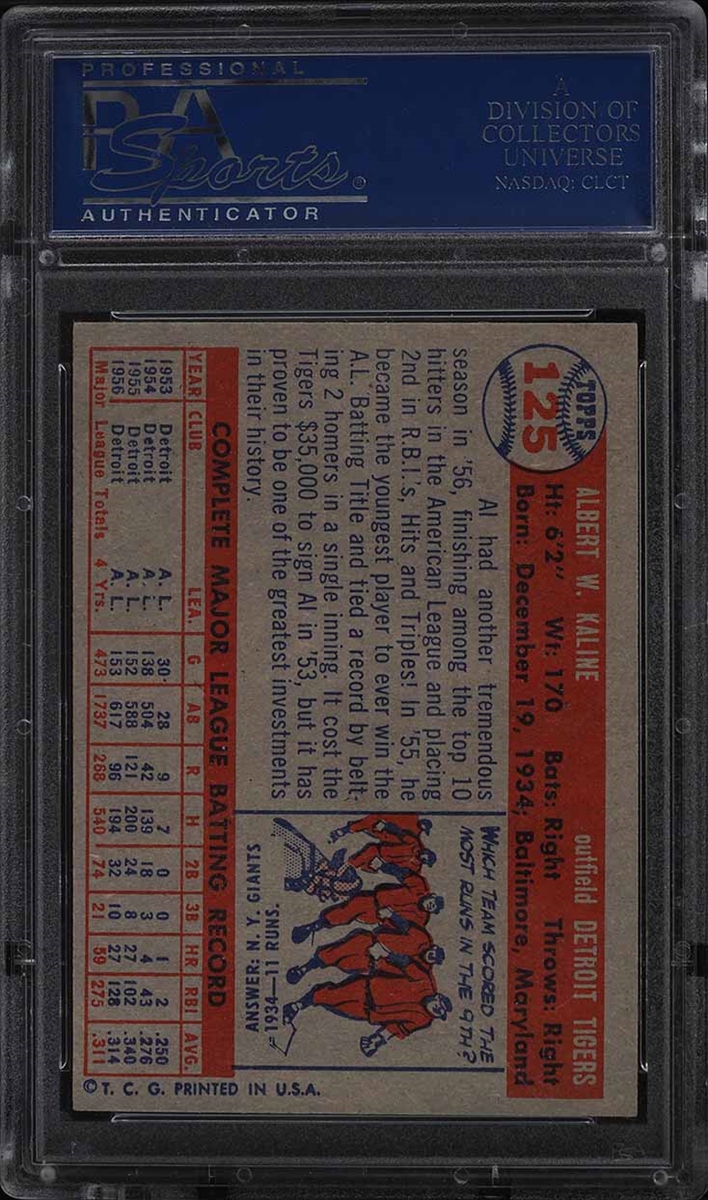 PROFESSIONAL
PSA
Sports®
AUTHENTICATOR
A
DIVISION OF
COLLECTORS
UNIVERSE
NASDAQ: CLCT
TOPPS
125
ALBERT W. KALINE outfield DETROIT TIGERS
Ht: 6'2" Wt: 170 Bats: Right Throws: Right
Born: December 19, 1934; Baltimore, Maryland
Al had another tremendous
season in '56, finishing among the top 10
hitters in the American League and placing
2nd in R.B.I.'s, Hits and Triples! In '55, he
became the youngest player to ever win the
A.L. Batting Title and tied a record by belt-
ing 2 homers in a single inning. It cost the
Tigers $35,000 to sign Al in '53, but it has
proven to be one of the greatest investments
in their history.
WHICH TEAM SCORED THE
MOST RUNS IN THE 9TH?
ANSWER: N.Y. GIANTS
1934—11 RUNS.
COMPLETE MAJOR LEAGUE BATTING RECORD
YEAR CLUB LEA. G AB R H 2B 3B HR RBI AVG.
1953 Detroit A. L. 30 28 9 7 0 0 1 2 .250
1954 Detroit A. L. 138 504 42 139 18 3 4 43 .276
1955 Detroit A. L. 152 588 121 200 24 8 27 102 .340
1956 Detroit A. L. 153 617 96 194 32 10 27 128 .314
Major League Totals 4 Yrs. 473 1737 268 540 74 21 59 275 .311
© T. C. G. PRINTED IN U.S.A.